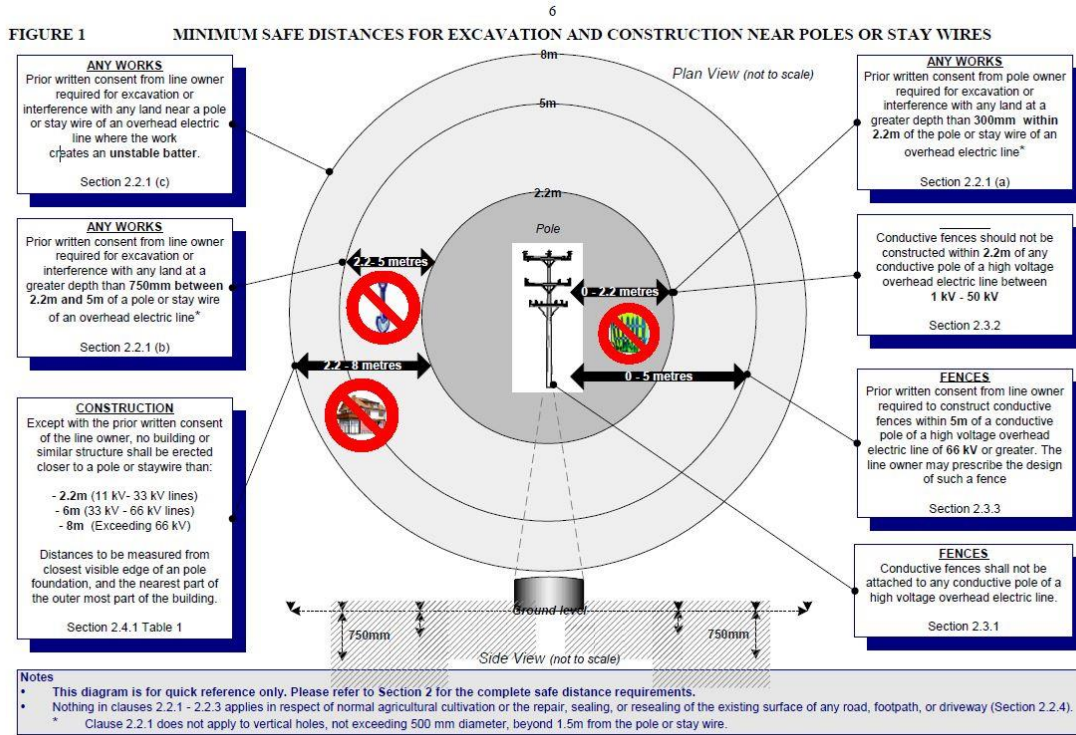 6
FIGURE 1 MINIMUM SAFE DISTANCES FOR EXCAVATION AND CONSTRUCTION NEAR POLES OR STAY WIRES
ANY WORKS
Prior written consent from line owner
required for excavation or
interference with any land near a pole
or stay wire of an overhead electric
line where the work
creates an unstable batter.
Section 2.2.1 (c)
ANY WORKS
Prior written consent from line owner
required for excavation or
interference with any land at a
greater depth than 750mm between
2.2m and 5m of a pole or stay wire
of an overhead electric line*
Section 2.2.1 (b)
CONSTRUCTION
Except with the prior written consent
of the line owner, no building or
similar structure shall be erected
closer to a pole or staywire than:
- 2.2m (11 kV- 33 kV lines)
- 6m (33 kV - 66 kV lines)
- 8m (Exceeding 66 kV)
Distances to be measured from
closest visible edge of an pole
foundation, and the nearest part of
the outer most part of the building.
Section 2.4.1 Table 1
8m
Plan View (not to scale)
5m
2.2m
Pole
2.2- 5 metres
0 - 2.2 metres
2.2 - 8 metres
0 - 5 metres
Ground level
750mm
750mm
Side View (not to scale)
ANY WORKS
Prior written consent from pole owner
required for excavation or
interference with any land at a
greater depth than 300mm within
2.2m of the pole or stay wire of an
overhead electric line*
Section 2.2.1 (a)
Conductive fences should not be
constructed within 2.2m of any
conductive pole of a high voltage
overhead electric line between
1 kV - 50 kV
Section 2.3.2
FENCES
Prior written consent from line owner
required to construct conductive
fences within 5m of a conductive
pole of a high voltage overhead
electric line of 66 kV or greater. The
line owner may prescribe the design
of such a fence
Section 2.3.3
FENCES
Conductive fences shall not be
attached to any conductive pole of a
high voltage overhead electric line.
Section 2.3.1
Notes
• This diagram is for quick reference only. Please refer to Section 2 for the complete safe distance requirements.
• Nothing in clauses 2.2.1 - 2.2.3 applies in respect of normal agricultural cultivation or the repair, sealing, or resealing of the existing surface of any road, footpath, or driveway (Section 2.2.4).
* Clause 2.2.1 does not apply to vertical holes, not exceeding 500 mm diameter, beyond 1.5m from the pole or stay wire.